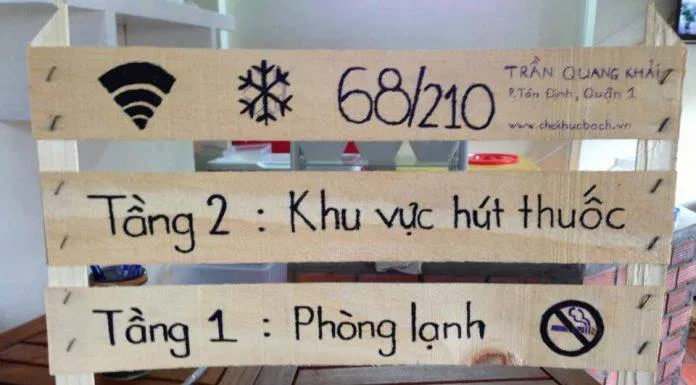 68/210
TRẦN QUANG KHẢI
P. Tân Định, Quận 1
www.chekhucbach.vn
Tầng 2 : Khu vực hút thuốc
Tầng 1 : Phòng lạnh